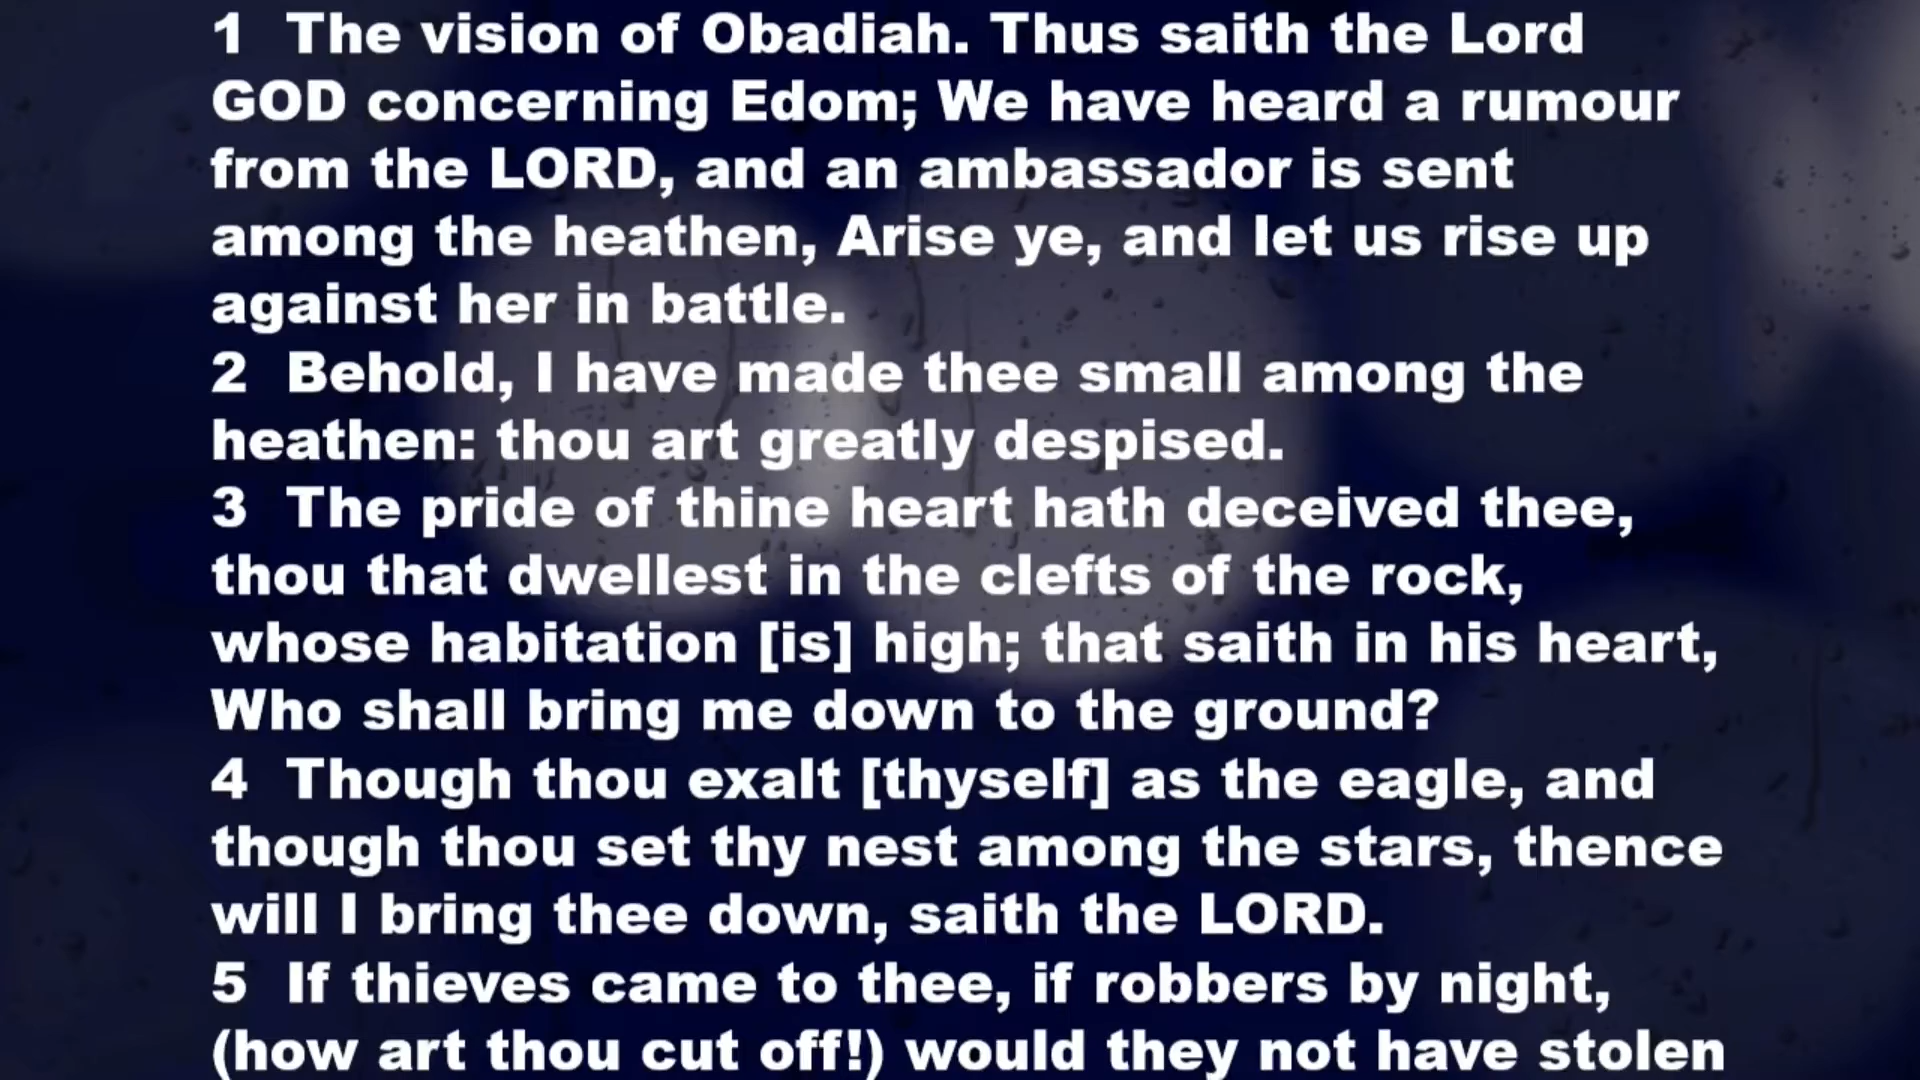 1 The vision of Obadiah. Thus saith the Lord
GOD concerning Edom; We have heard a rumour
from the LORD, and an ambassador is sent
among the heathen, Arise ye, and let us rise up
against her in battle.
2 Behold, I have made thee small among the
heathen: thou art greatly despised.
3 The pride of thine heart hath deceived thee,
thou that dwellest in the clefts of the rock,
whose habitation [is] high; that saith in his heart,
Who shall bring me down to the ground?
4 Though thou exalt [thyself] as the eagle, and
though thou set thy nest among the stars, thence
will I bring thee down, saith the LORD.
5 If thieves came to thee, if robbers by night,
(how art thou cut off!) would they not have stolen